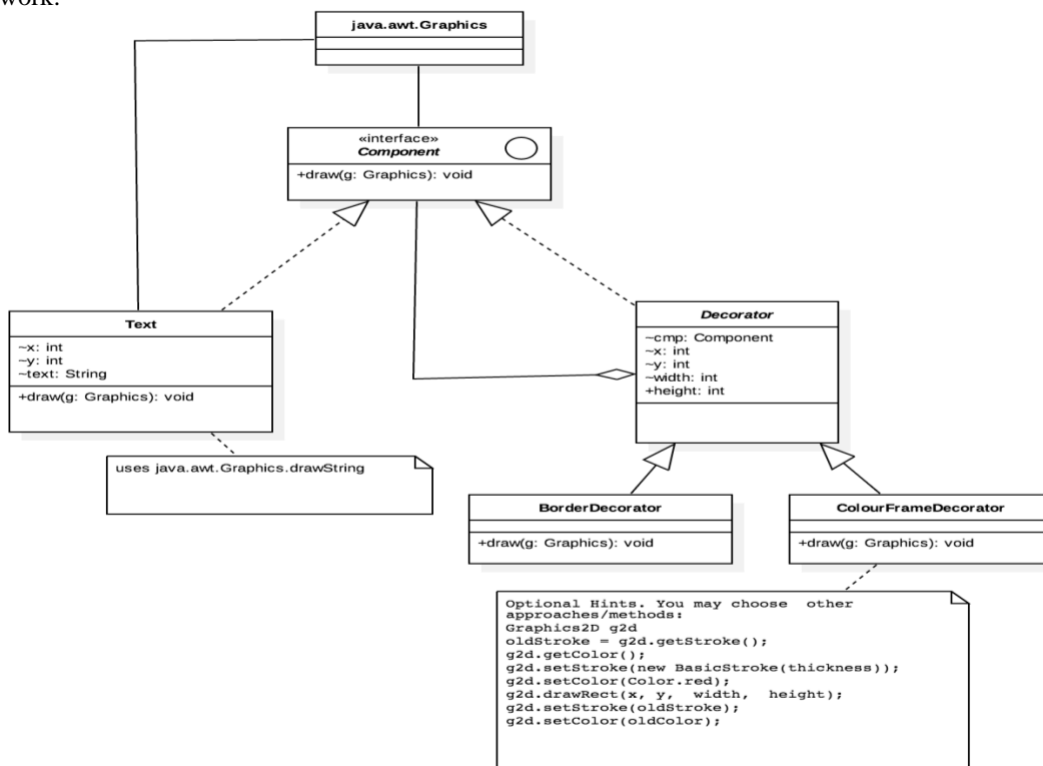 work.
java.awt.Graphics
«interface»
Component
+draw(g: Graphics): void
Text
~x: int
~y: int
~text: String
+draw(g: Graphics): void
uses java.awt.Graphics.drawString
Decorator
~cmp: Component
~x: int
~y: int
~width: int
+height: int
BorderDecorator
+draw(g: Graphics): void
ColourFrameDecorator
+draw(g: Graphics): void
Optional Hints. You may choose other
approaches/methods:
Graphics2D g2d
oldStroke = g2d.getStroke();
g2d.getColor();
g2d.setStroke(new BasicStroke(thickness));
g2d.setColor(Color.red);
g2d.drawRect(x, y, width, height);
g2d.setStroke(oldStroke);
g2d.setColor(oldColor);